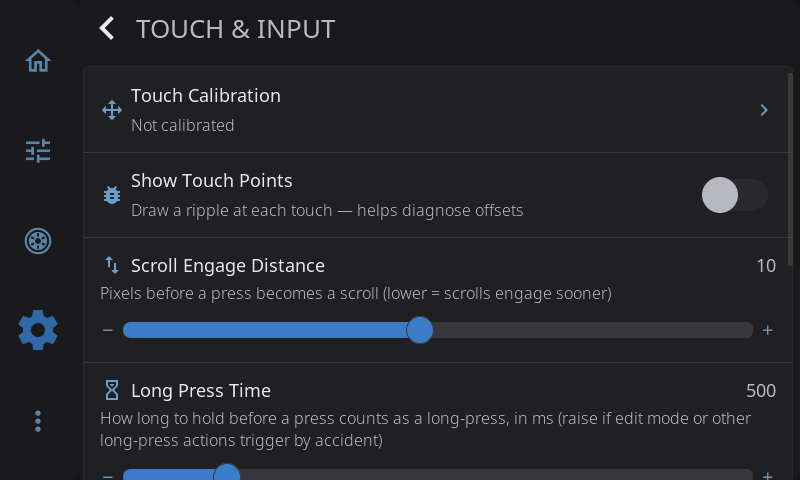 TOUCH & INPUT
Touch Calibration
Not calibrated
Show Touch Points
Draw a ripple at each touch — helps diagnose offsets
Scroll Engage Distance 10
Pixels before a press becomes a scroll (lower = scrolls engage sooner)
− +
Long Press Time 500
How long to hold before a press counts as a long-press, in ms (raise if edit mode or other
long-press actions trigger by accident)
− +